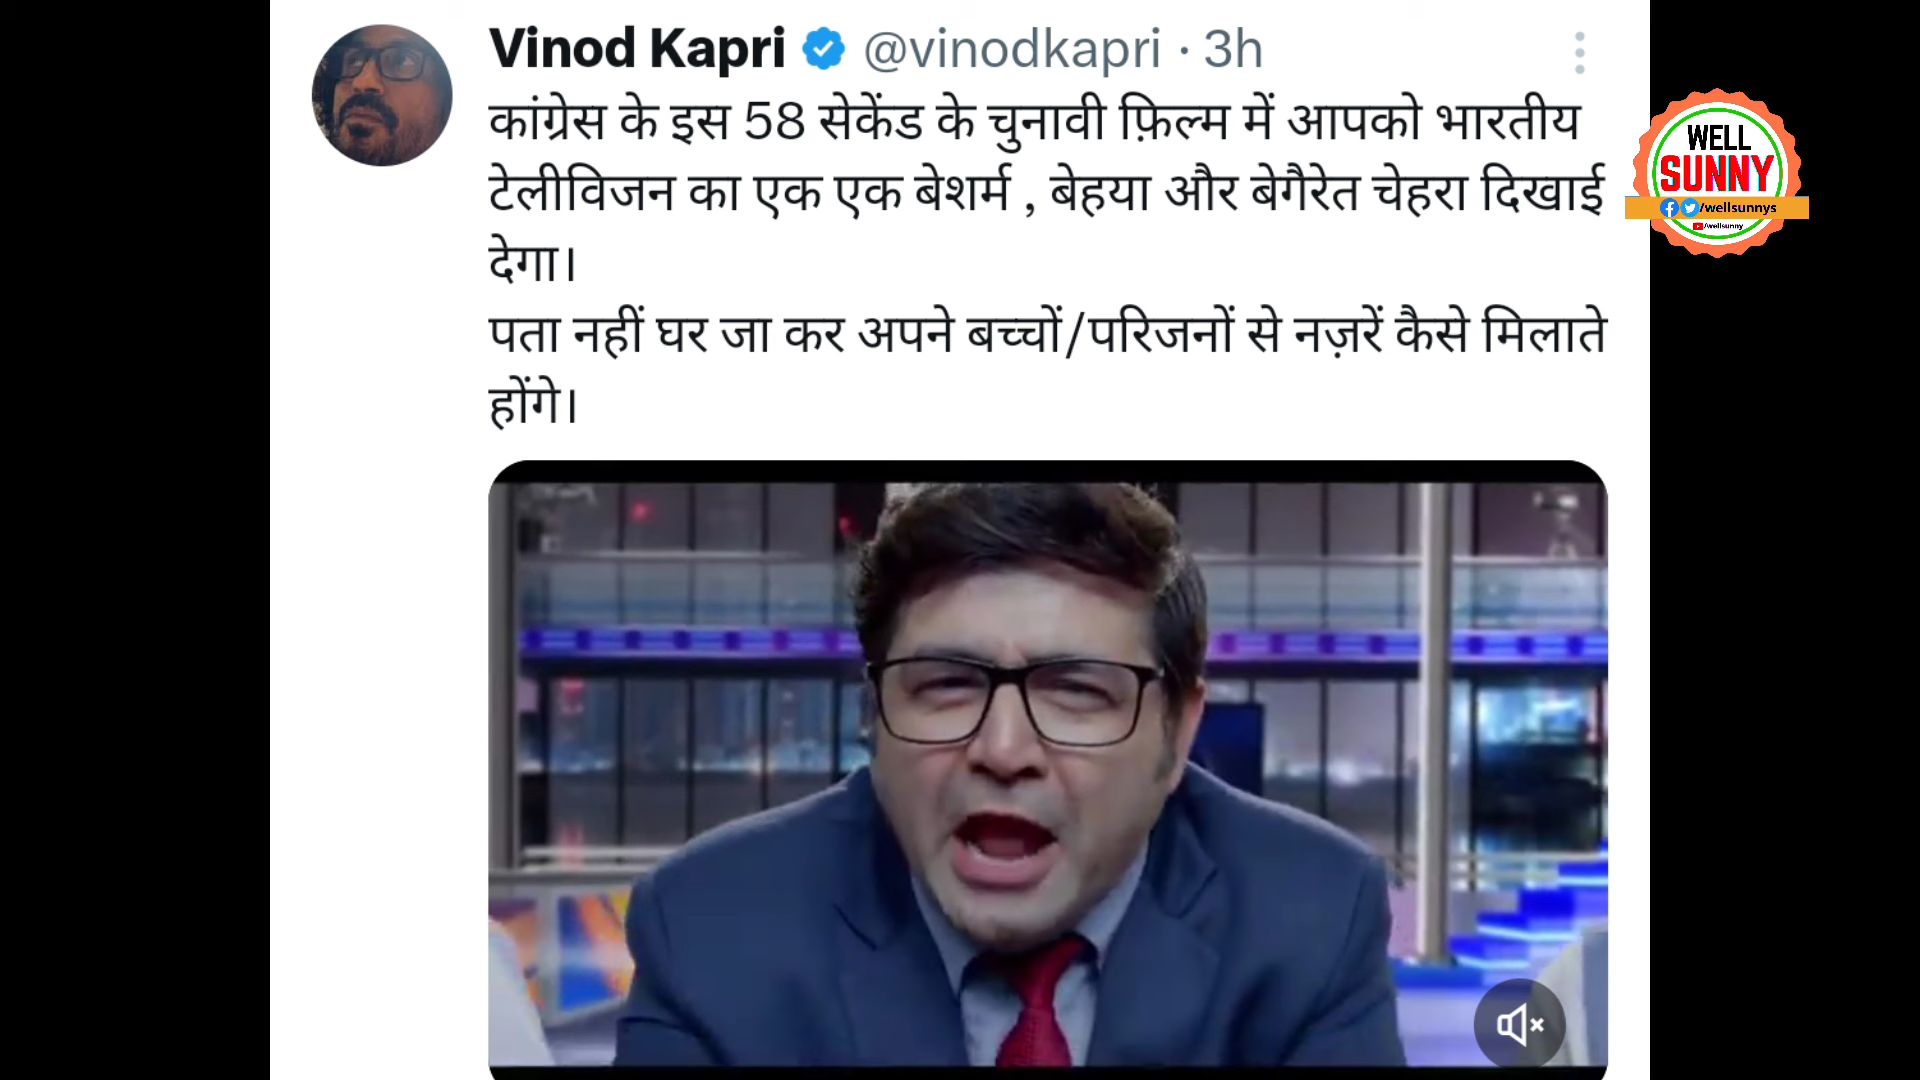 Vinod Kapri @vinodkapri · 3h
कांग्रेस के इस 58 सेकेंड के चुनावी फ़िल्म में आपको भारतीय
टेलीविजन का एक एक बेशर्म , बेहया और बेगैरेत चेहरा दिखाई
देगा।
पता नहीं घर जा कर अपने बच्चों/परिजनों से नज़रें कैसे मिलाते
होंगे।
WELL
SUNNY
/wellsunnys
/wellsunny